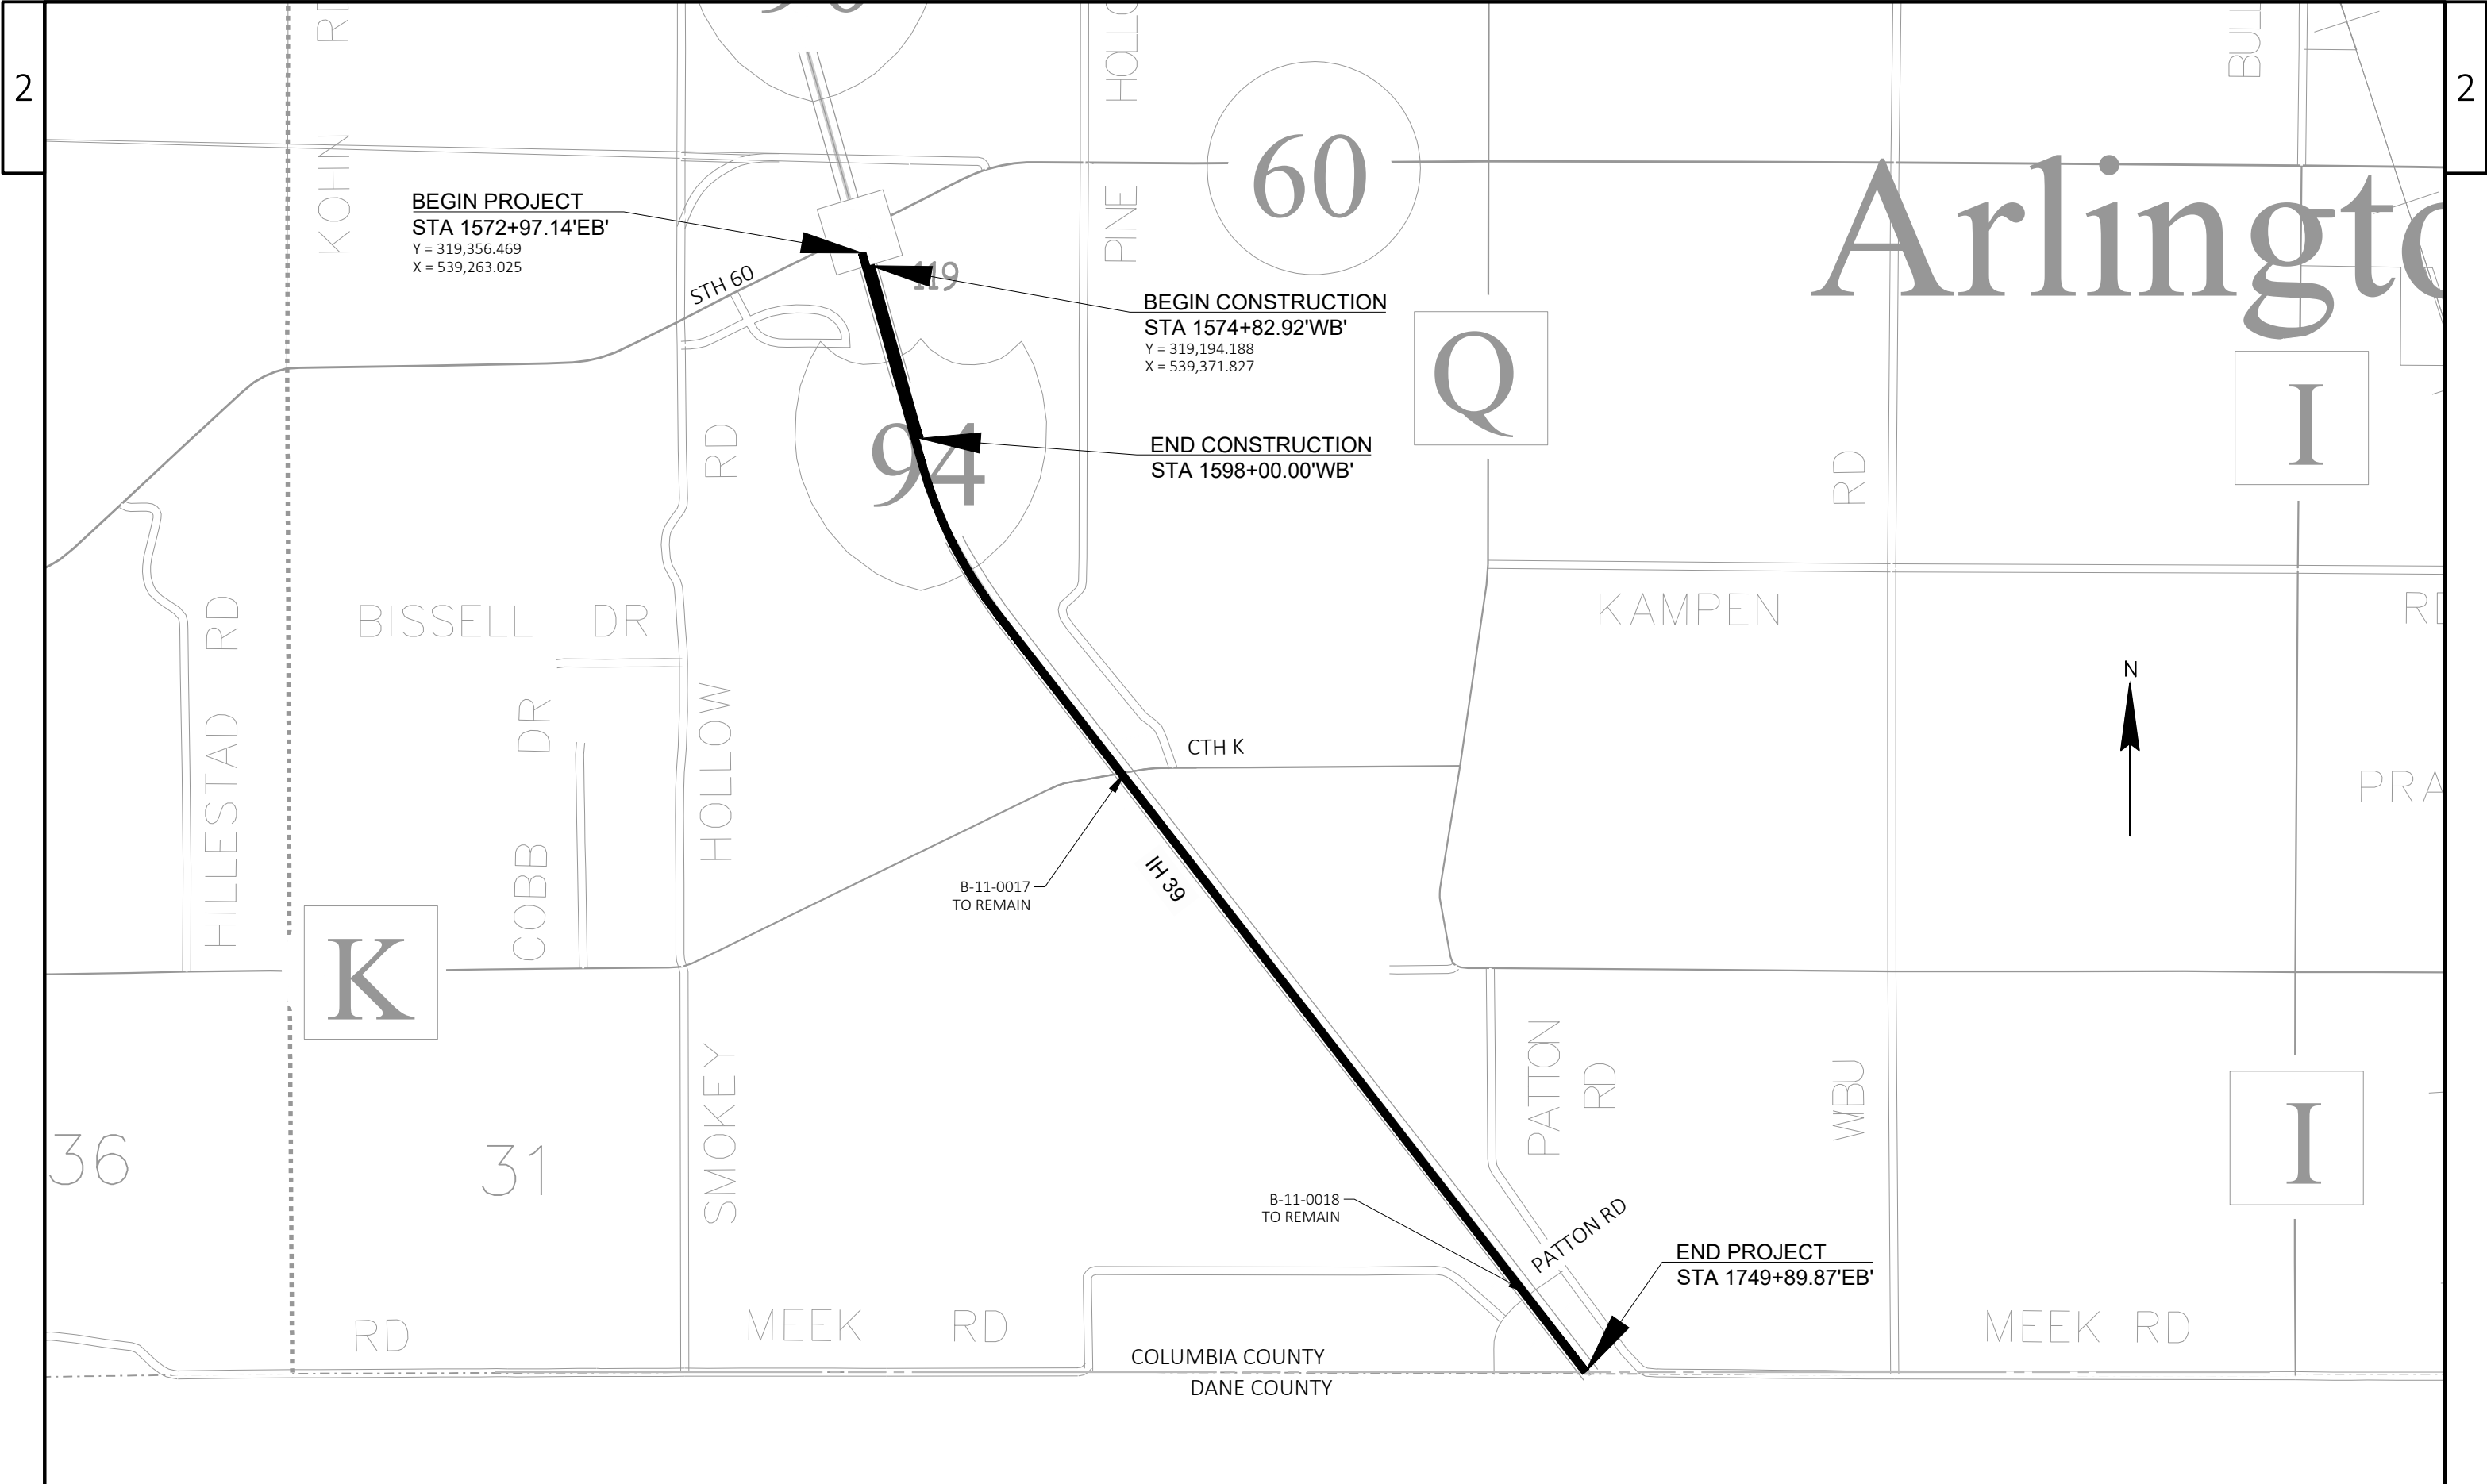 2
2
KOHN
HOLLO
PINE
60
Arlingto
BEGIN PROJECT
STA 1572+97.14'EB'
Y = 319,356.469
X = 539,263.025
STH 60
119
BEGIN CONSTRUCTION
STA 1574+82.92'WB'
Y = 319,194.188
X = 539,371.827
Q
I
94
END CONSTRUCTION
STA 1598+00.00'WB'
RD
RD
HILLESTAD RD
BISSELL DR
KAMPEN
N
COBB DR
HOLLOW
CTH K
PRA
B-11-0017
TO REMAIN
IH 39
K
SMOKEY
PATTON
RD
WBU
I
36
31
B-11-0018
TO REMAIN
PATTON RD
END PROJECT
STA 1749+89.87'EB'
RD
MEEK RD
MEEK RD
COLUMBIA COUNTY
DANE COUNTY